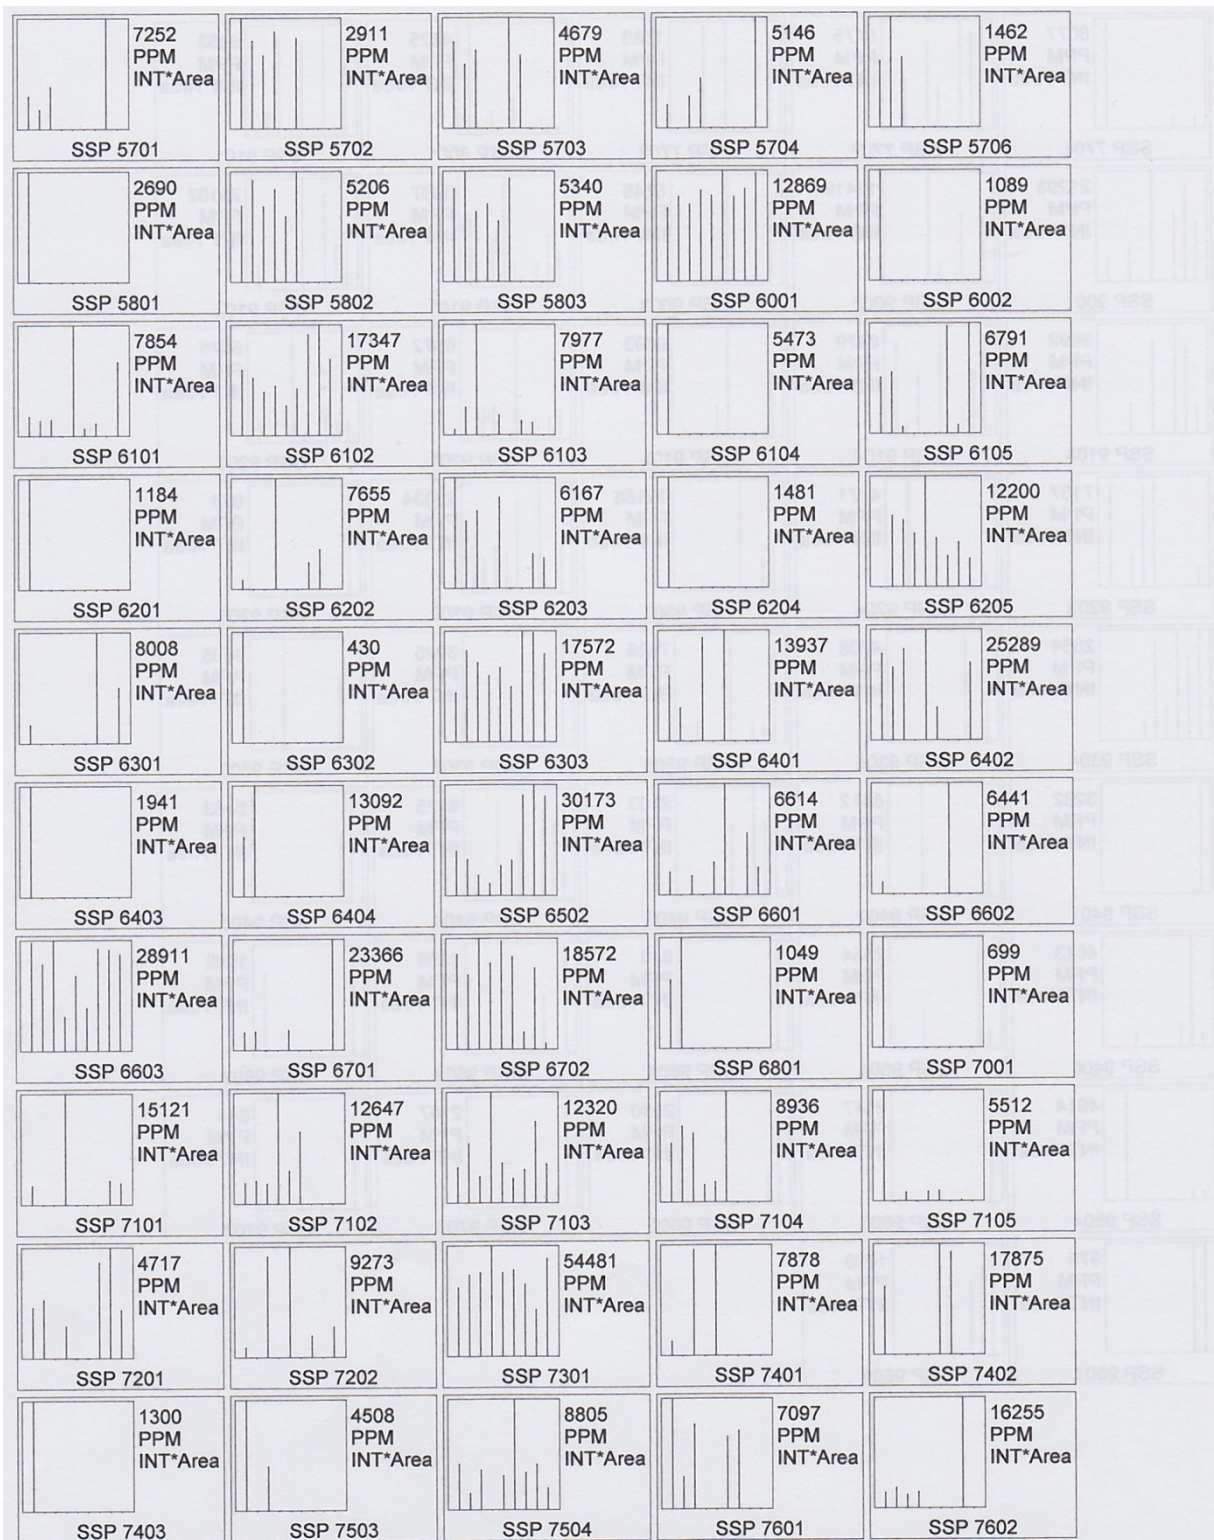 7252
PPM
INT*Area
SSP 5701
2911
PPM
INT*Area
SSP 5702
4679
PPM
INT*Area
SSP 5703
5146
PPM
INT*Area
SSP 5704
1462
PPM
INT*Area
SSP 5706
2690
PPM
INT*Area
SSP 5801
5206
PPM
INT*Area
SSP 5802
5340
PPM
INT*Area
SSP 5803
12869
PPM
INT*Area
SSP 6001
1089
PPM
INT*Area
SSP 6002
7854
PPM
INT*Area
SSP 6101
17347
PPM
INT*Area
SSP 6102
7977
PPM
INT*Area
SSP 6103
5473
PPM
INT*Area
SSP 6104
6791
PPM
INT*Area
SSP 6105
1184
PPM
INT*Area
SSP 6201
7655
PPM
INT*Area
SSP 6202
6167
PPM
INT*Area
SSP 6203
1481
PPM
INT*Area
SSP 6204
12200
PPM
INT*Area
SSP 6205
8008
PPM
INT*Area
SSP 6301
430
PPM
INT*Area
SSP 6302
17572
PPM
INT*Area
SSP 6303
13937
PPM
INT*Area
SSP 6401
25289
PPM
INT*Area
SSP 6402
1941
PPM
INT*Area
SSP 6403
13092
PPM
INT*Area
SSP 6404
30173
PPM
INT*Area
SSP 6502
6614
PPM
INT*Area
SSP 6601
6441
PPM
INT*Area
SSP 6602
28911
PPM
INT*Area
SSP 6603
23366
PPM
INT*Area
SSP 6701
18572
PPM
INT*Area
SSP 6702
1049
PPM
INT*Area
SSP 6801
699
PPM
INT*Area
SSP 7001
15121
PPM
INT*Area
SSP 7101
12647
PPM
INT*Area
SSP 7102
12320
PPM
INT*Area
SSP 7103
8936
PPM
INT*Area
SSP 7104
5512
PPM
INT*Area
SSP 7105
4717
PPM
INT*Area
SSP 7201
9273
PPM
INT*Area
SSP 7202
54481
PPM
INT*Area
SSP 7301
7878
PPM
INT*Area
SSP 7401
17875
PPM
INT*Area
SSP 7402
1300
PPM
INT*Area
SSP 7403
4508
PPM
INT*Area
SSP 7503
8805
PPM
INT*Area
SSP 7504
7097
PPM
INT*Area
SSP 7601
16255
PPM
INT*Area
SSP 7602